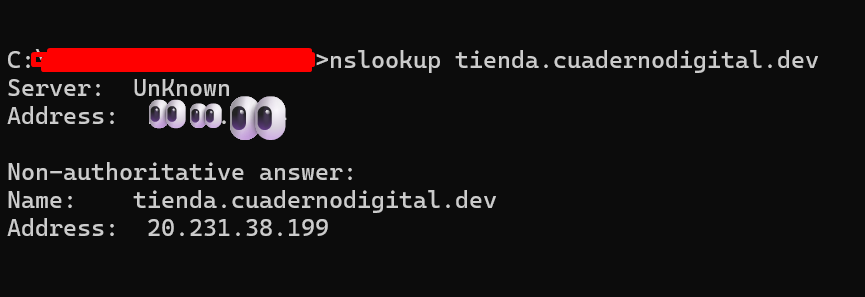 C:\>nslookup tienda.cuadernodigital.dev
Server:  UnKnown
Address:
Non-authoritative answer:
Name:    tienda.cuadernodigital.dev
Address:  20.231.38.199